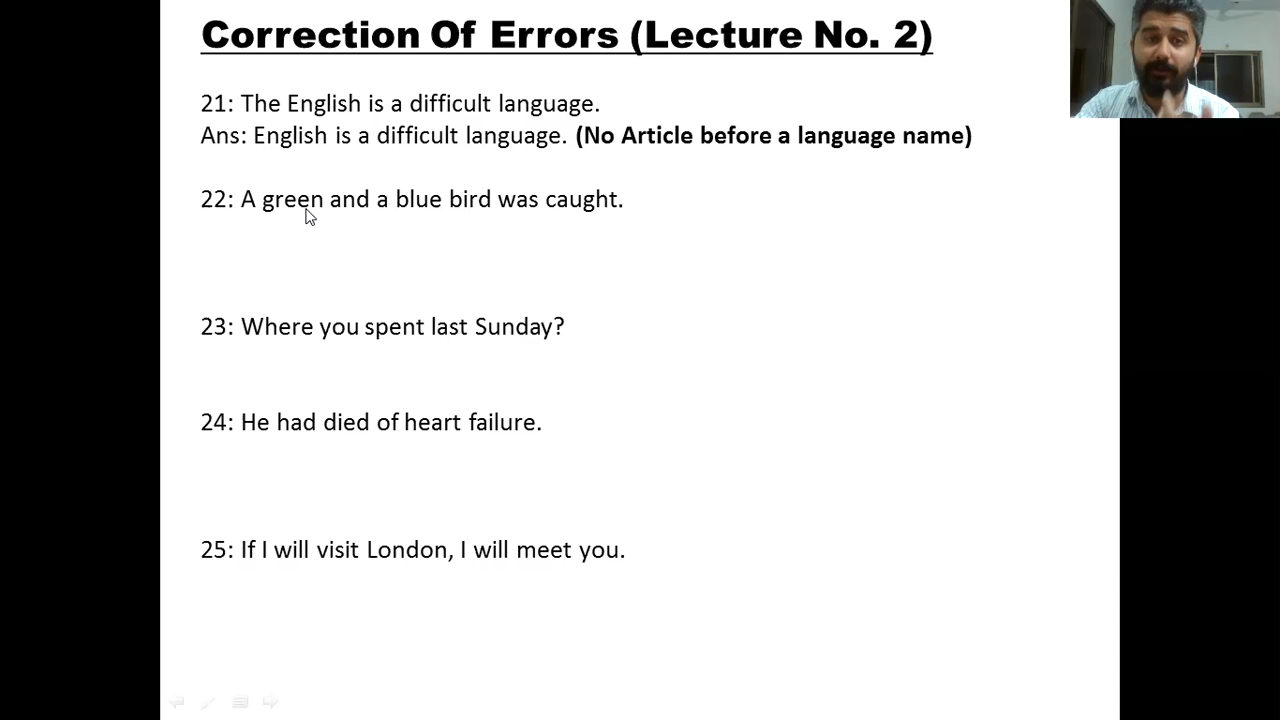 Correction Of Errors (Lecture No. 2)
21: The English is a difficult language.
Ans: English is a difficult language. (No Article before a language name)
22: A green and a blue bird was caught.
23: Where you spent last Sunday?
24: He had died of heart failure.
25: If I will visit London, I will meet you.